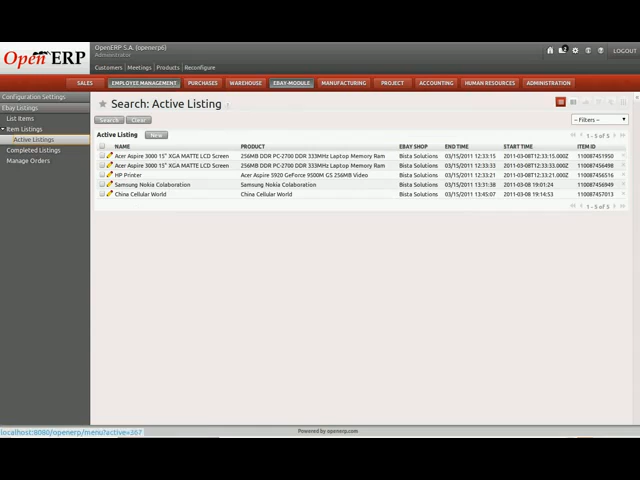 Open ERP
OpenERP S.A. (openerp6)
Administrator
Customers Meetings Products Reconfigure
2
LOGOUT
SALES EMPLOYEE MANAGEMENT PURCHASES WAREHOUSE EBAY-MODULE MANUFACTURING PROJECT ACCOUNTING HUMAN RESOURCES ADMINISTRATION
Configuration Settings
Ebay Listings
List Items
Item Listings
Active Listings
Completed Listings
Manage Orders
Search: Active Listing
Search Clear
-- Filters --
Active Listing New
1 - 5 of 5
NAME PRODUCT EBAY SHOP END TIME START TIME ITEM ID
Acer Aspire 3000 15" XGA MATTE LCD Screen 256MB DDR PC-2700 DDR 333MHz Laptop Memory Ram Bista Solutions 03/15/2011 12:33:15 2011-03-08T12:33:15.000Z 110087451950
Acer Aspire 3000 15" XGA MATTE LCD Screen 256MB DDR PC-2700 DDR 333MHz Laptop Memory Ram Bista Solutions 03/15/2011 12:33:33 2011-03-08T12:33:33.000Z 110087456498
HP Printer Acer Aspire 5920 GeForce 9500M GS 256MB Video Bista Solutions 03/15/2011 12:33:21 2011-03-08T12:33:21.000Z 110087456516
Samsung Nokia Colaboration Samsung Nokia Colaboration Bista Solutions 03/15/2011 13:31:38 2011-03-08 19:01:24 110087456949
China Cellular World China Cellular World Bista Solutions 03/15/2011 13:45:07 2011-03-08 19:14:53 110087457013
1 - 5 of 5
Powered by openerp.com
localhost:8080/openerp/menu?active=367